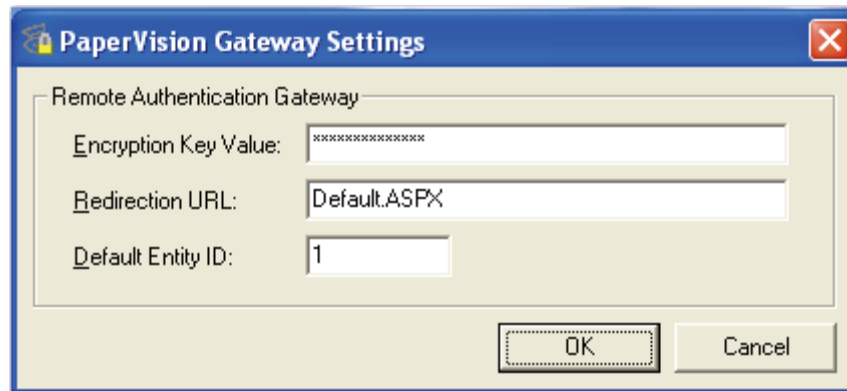 PaperVision Gateway Settings
Remote Authentication Gateway
Encryption Key Value: **************
Redirection URL: Default.ASPX
Default Entity ID: 1
OK Cancel